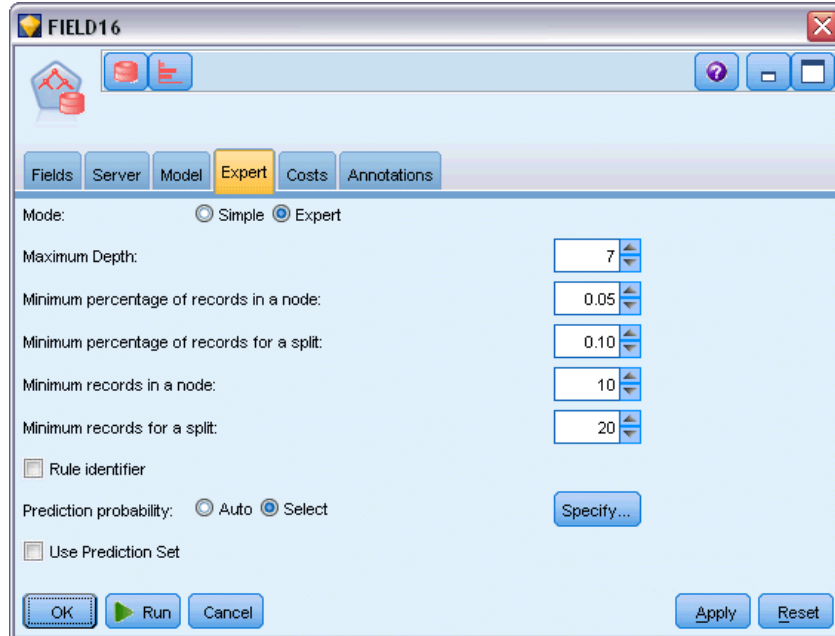 FIELD16
Fields Server Model Expert Costs Annotations
Mode: Simple Expert
Maximum Depth: 7
Minimum percentage of records in a node: 0.05
Minimum percentage of records for a split: 0.10
Minimum records in a node: 10
Minimum records for a split: 20
Rule identifier
Prediction probability: Auto Select Specify...
Use Prediction Set
OK Run Cancel Apply Reset